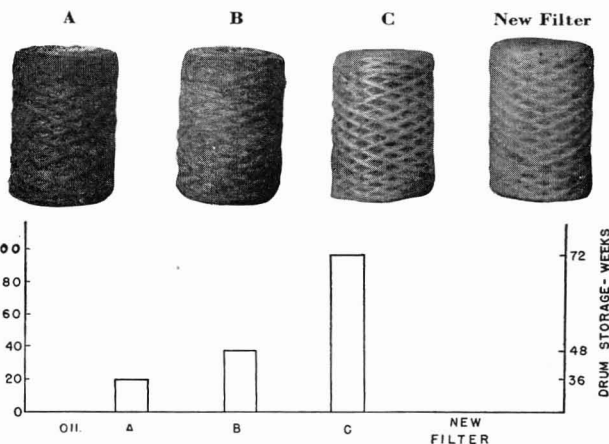 A B C New Filter
00
80
60
40
20
0
72
48
36
DRUM STORAGE - WEEKS
OIL A B C NEW
FILTER